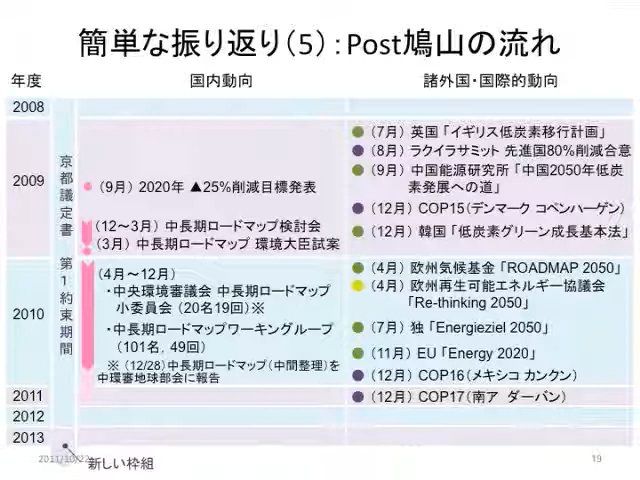 簡単な振り返り(5)：Post鳩山の流れ
年度
国内動向
諸外国・国際的動向
2008
2009
2010
2011
2012
2013
京都議定書 第1約束期間
(9月) 2020年 ▲25%削減目標発表
(12～3月) 中長期ロードマップ検討会
(3月) 中長期ロードマップ 環境大臣試案
(4月～12月)
・中央環境審議会 中長期ロードマップ
小委員会 (20名19回)※
・中長期ロードマップワーキンググループ
(101名，49回)
※ (12/28)中長期ロードマップ(中間整理)を
中環審地球部会に報告
(7月) 英国 ｢イギリス低炭素移行計画｣
(8月) ラクイラサミット 先進国80%削減合意
(9月) 中国能源研究所 ｢中国2050年低炭
素発展への道｣
(12月) COP15(デンマーク コペンハーゲン)
(12月) 韓国 ｢低炭素グリーン成長基本法｣
(4月) 欧州気候基金 ｢ROADMAP 2050｣
(4月) 欧州再生可能エネルギー協議会
｢Re-thinking 2050｣
(7月) 独 ｢Energieziel 2050｣
(11月) EU ｢Energy 2020｣
(12月) COP16(メキシコ カンクン)
(12月) COP17(南ア ダーバン)
2011/10/22
新しい枠組
19